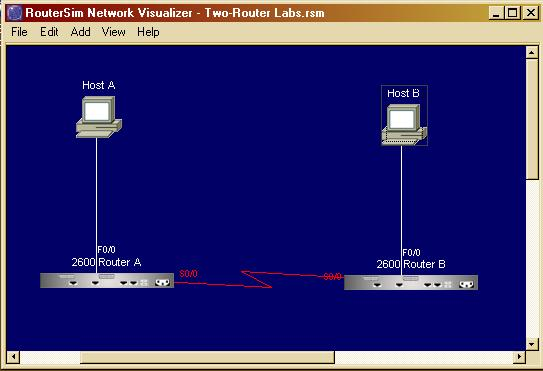 RouterSim Network Visualizer - Two-Router Labs.rsm
File Edit Add View Help
Host A
Host B
F0/0
2600 Router A
S0/0
F0/0
2600 Router B
S0/0